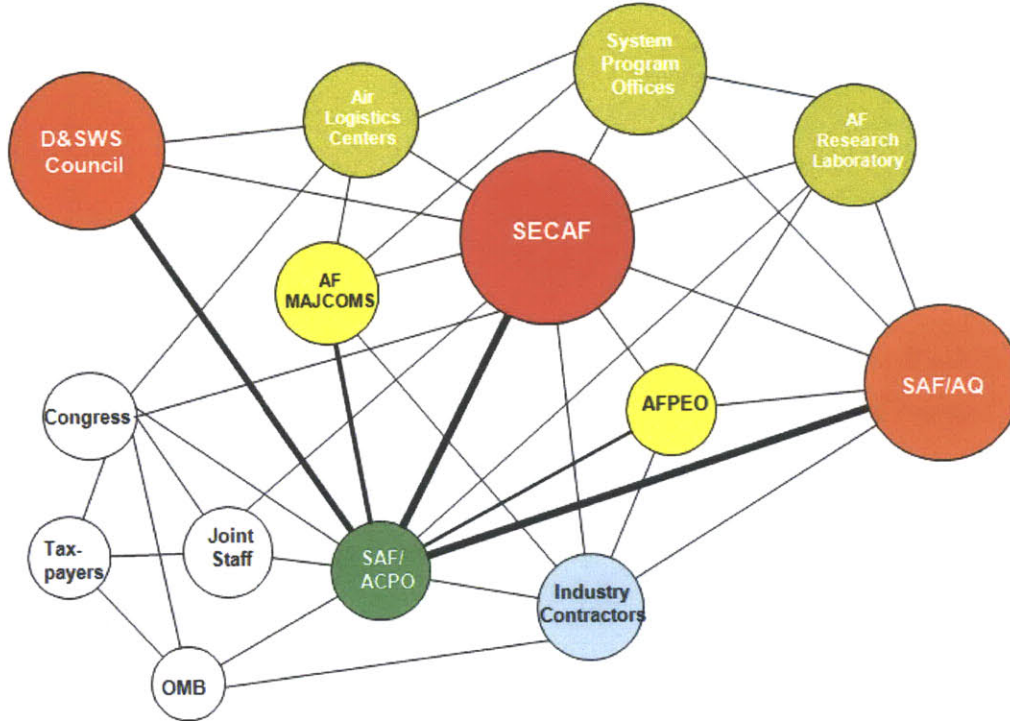 System
Program
Offices
Air
Logistics
Centers
AF
Research
Laboratory
D&SWS
Council
SECAF
AF
MAJCOMS
SAF/AQ
AFPEO
Congress
Joint
Staff
Tax-
payers
SAF/
ACPO
Industry
Contractors
OMB